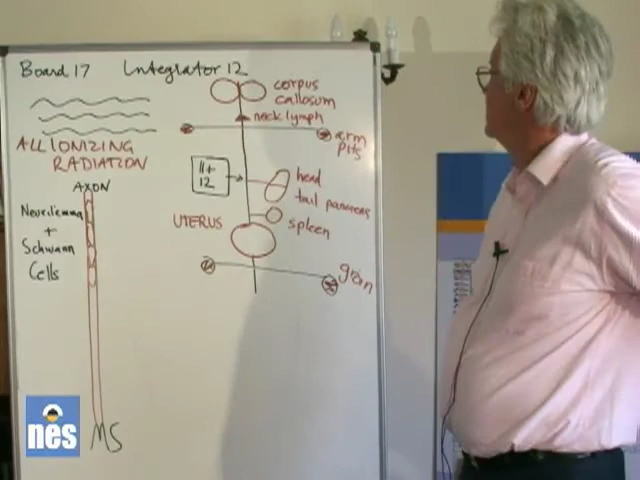 Board 17 Integrator 12
corpus
callosum
neck lymph
ALL IONIZING
RADIATION
arm
pits
AXON
11+
12
head
tail pancreas
Neurilemma
+
Schwann
Cells
UTERUS
spleen
groin
MS
nes